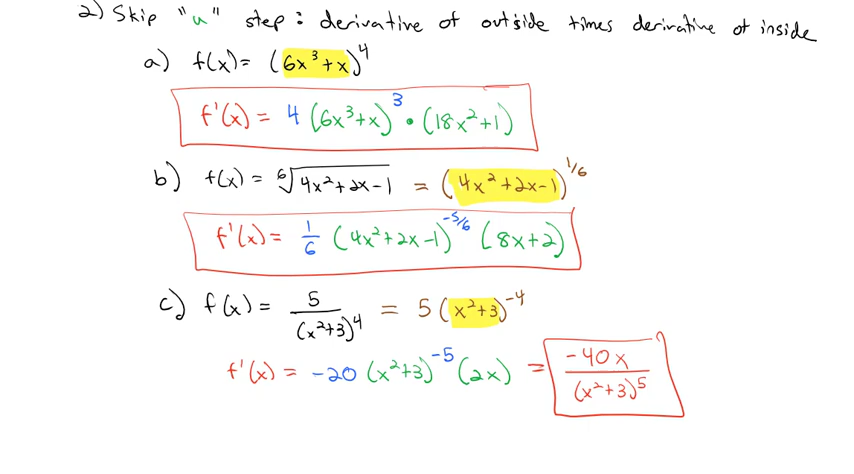 2) Skip "u" step: derivative of outside times derivative of inside
a) f(x) = (6x³+x)⁴
f'(x) = 4 (6x³+x)³ • (18x²+1)
b) f(x) = ⁶√(4x²+2x-1) = (4x²+2x-1)^(1/6)
f'(x) = 1/6 (4x²+2x-1)^(-5/6) (8x+2)
c) f(x) = 5/(x²+3)⁴ = 5(x²+3)⁻⁴
f'(x) = -20 (x²+3)⁻⁵ (2x) = -40x/(x²+3)⁵